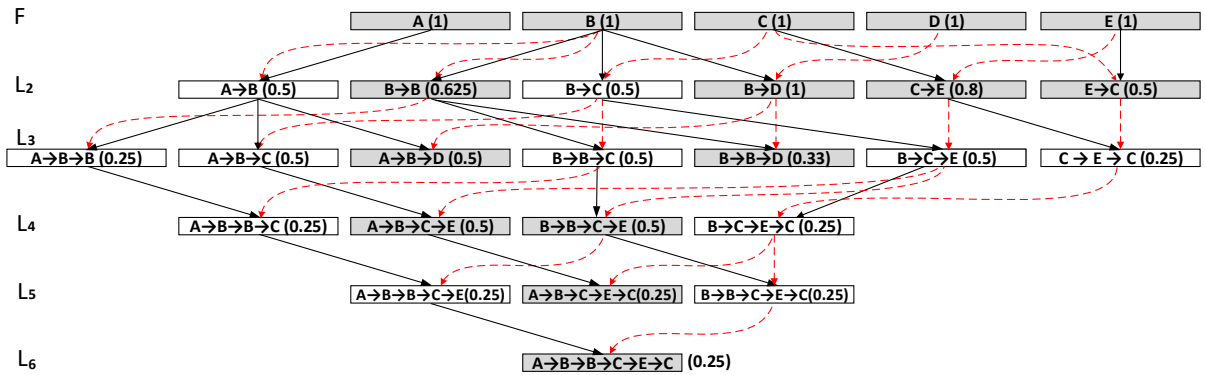 F A (1) B (1) C (1) D (1) E (1)
L2 A→B (0.5) B→B (0.625) B→C (0.5) B→D (1) C→E (0.8) E→C (0.5)
L3
A→B→B (0.25) A→B→C (0.5) A→B→D (0.5) B→B→C (0.5) B→B→D (0.33) B→C→E (0.5) C → E → C (0.25)
L4 A→B→B→C (0.25) A→B→C→E (0.5) B→B→C→E (0.5) B→C→E→C (0.25)
L5 A→B→B→C→E(0.25) A→B→C→E→C(0.25) B→B→C→E→C(0.25)
L6 A→B→B→C→E→C (0.25)